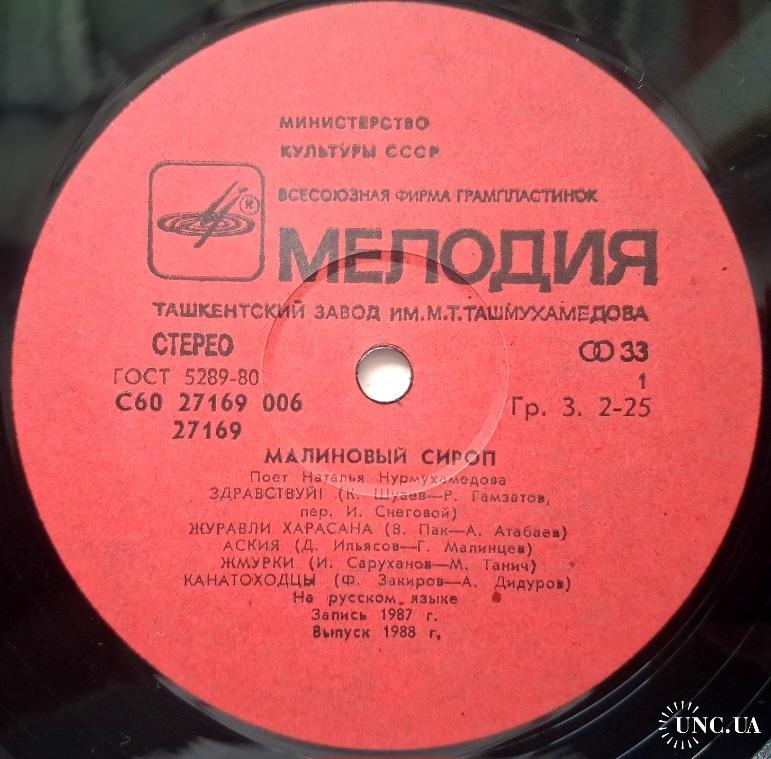 МИНИСТЕРСТВО
КУЛЬТУРЫ СССР
ВСЕСОЮЗНАЯ ФИРМА ГРАМПЛАСТИНОК
®
МЕЛОДИЯ
ТАШКЕНТСКИЙ ЗАВОД ИМ.М.Т.ТАШМУХАМЕДОВА
СТЕРЕО 33
ГОСТ 5289-80 1
С60 27169 006 Гр. 3. 2-25
27169
МАЛИНОВЫЙ СИРОП
Поет Наталья Нурмухамедова
ЗДРАВСТВУЙ! (К. Шуаев—Р. Гамзатов,
пер. И. Снеговой)
ЖУРАВЛИ ХАРАСАНА (В. Пак—А. Атабаев)
АСКИЯ (Д. Ильясов—Г. Малинцев)
ЖМУРКИ (И. Саруханов—М. Танич)
КАНАТОХОДЦЫ (Ф. Закиров—А. Дидуров)
На русском языке
Запись 1987 г.
Выпуск 1988 г.
UNC.UA